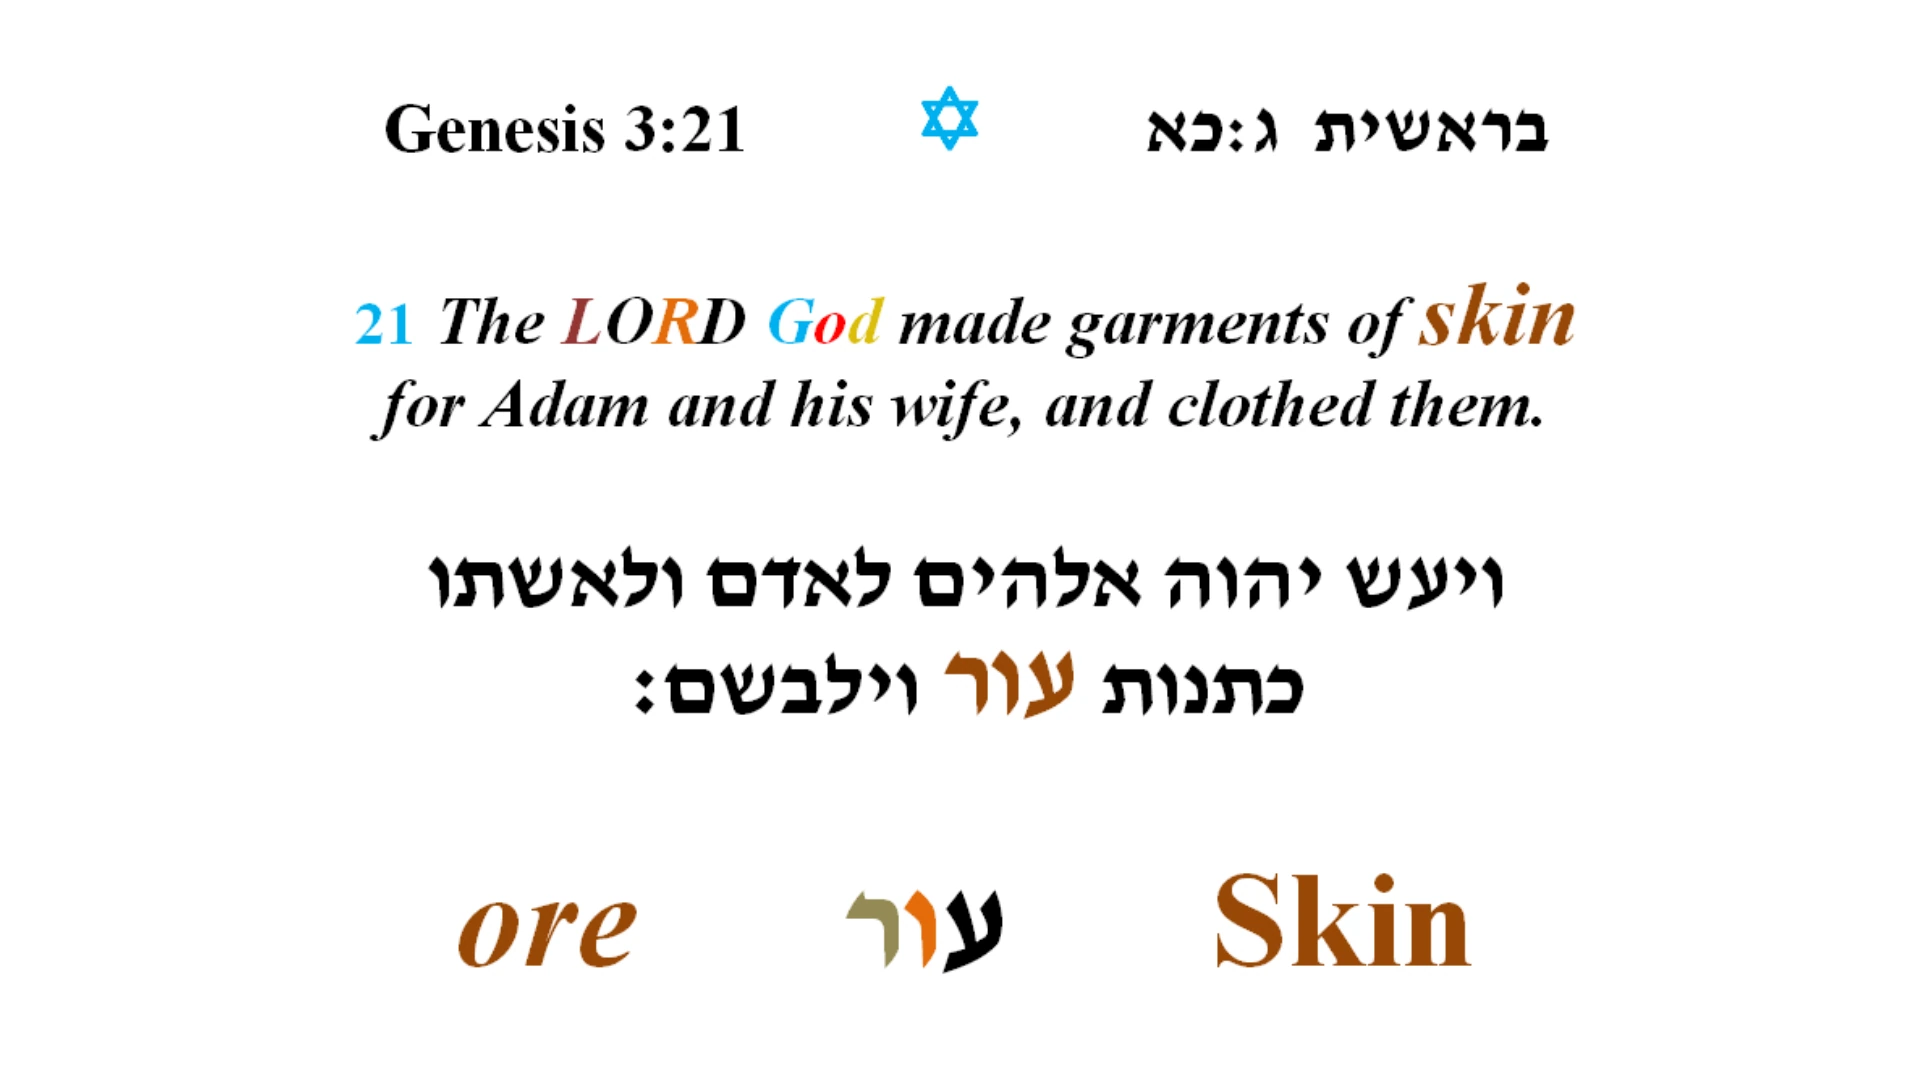 Genesis 3:21 ✡ בראשית ג:כא
21 The LORD God made garments of skin
for Adam and his wife, and clothed them.
ויעש יהוה אלהים לאדם ולאשתו
כתנות עור וילבשם:
ore עור Skin